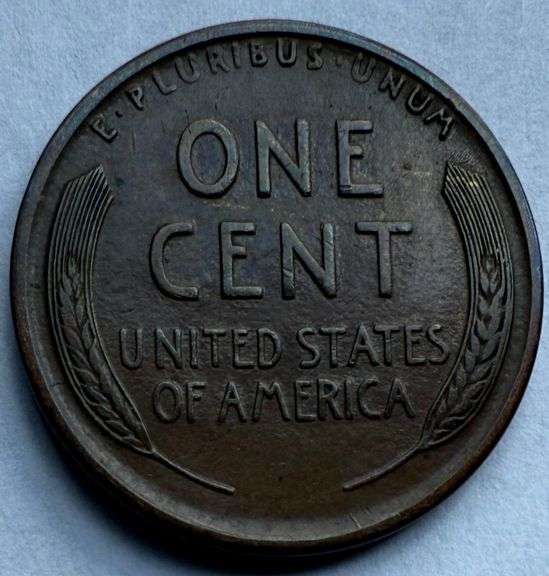 E·PLURIBUS·UNUM
ONE
CENT
UNITED STATES
OF AMERICA